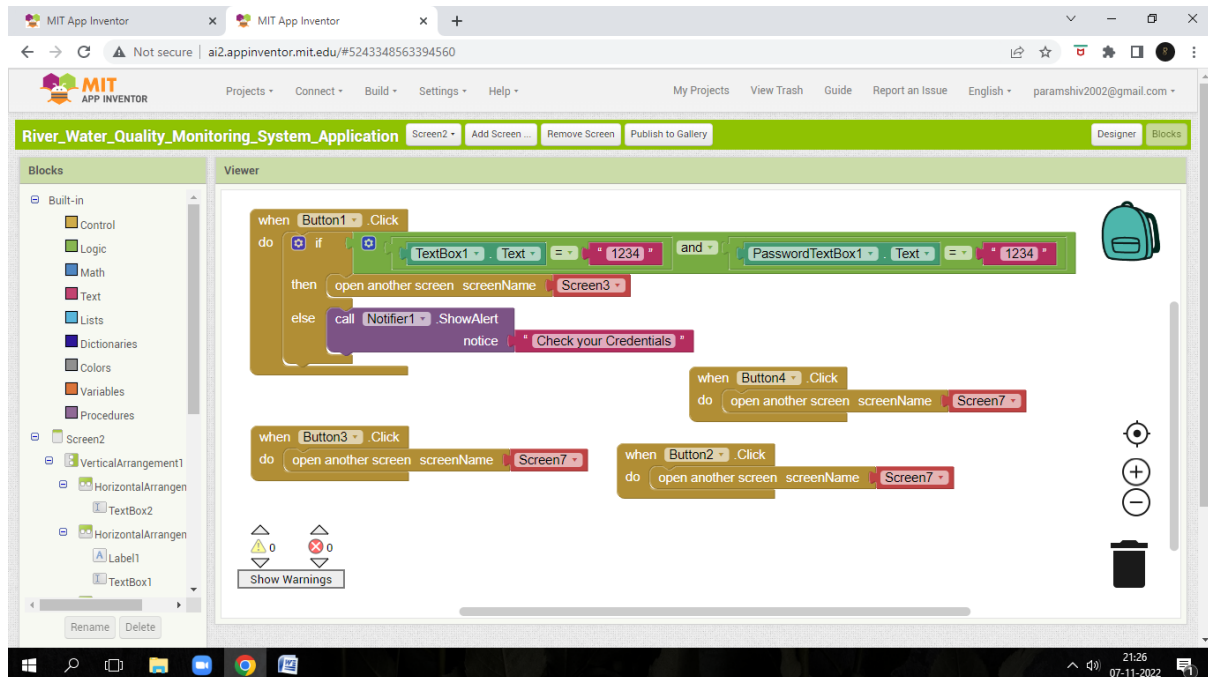 MIT App Inventor
MIT App Inventor
Not secure | ai2.appinventor.mit.edu/#5243348563394560
8
MIT
APP INVENTOR
Projects Connect Build Settings Help My Projects View Trash Guide Report an Issue English paramshiv2002@gmail.com
River_Water_Quality_Monitoring_System_Application Screen2 Add Screen ... Remove Screen Publish to Gallery Designer Blocks
Blocks
Viewer
Built-in
Control
Logic
Math
Text
Lists
Dictionaries
Colors
Variables
Procedures
Screen2
VerticalArrangement1
HorizontalArrangen
TextBox2
HorizontalArrangen
Label1
TextBox1
Rename Delete
when Button1 .Click
do if TextBox1 . Text = " 1234 " and PasswordTextBox1 . Text = " 1234 "
then open another screen screenName Screen3
else call Notifier1 .ShowAlert
notice " Check your Credentials "
when Button4 .Click
do open another screen screenName Screen7
when Button3 .Click
do open another screen screenName Screen7
when Button2 .Click
do open another screen screenName Screen7
0 0
Show Warnings
21:26
07-11-2022
1